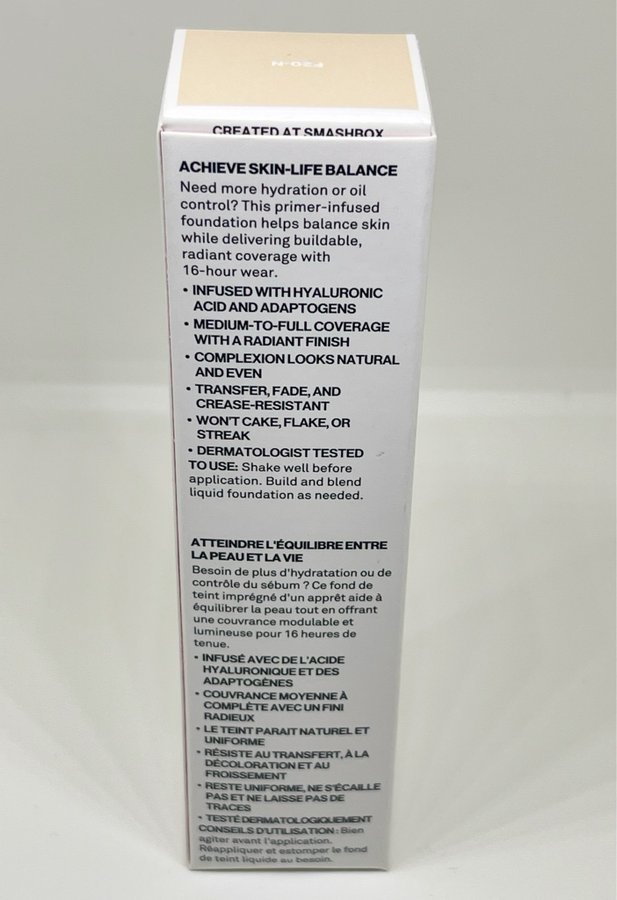 F20-N
CREATED AT SMASHBOX
ACHIEVE SKIN-LIFE BALANCE
Need more hydration or oil
control? This primer-infused
foundation helps balance skin
while delivering buildable,
radiant coverage with
16-hour wear.
• INFUSED WITH HYALURONIC
ACID AND ADAPTOGENS
• MEDIUM-TO-FULL COVERAGE
WITH A RADIANT FINISH
• COMPLEXION LOOKS NATURAL
AND EVEN
• TRANSFER, FADE, AND
CREASE-RESISTANT
• WON'T CAKE, FLAKE, OR
STREAK
• DERMATOLOGIST TESTED
TO USE: Shake well before
application. Build and blend
liquid foundation as needed.
ATTEINDRE L'ÉQUILIBRE ENTRE
LA PEAU ET LA VIE
Besoin de plus d'hydratation ou de
contrôle du sébum ? Ce fond de
teint imprégné d'un apprêt aide à
équilibrer la peau tout en offrant
une couvrance modulable et
lumineuse pour 16 heures de
tenue.
• INFUSÉ AVEC DE L'ACIDE
HYALURONIQUE ET DES
ADAPTOGÈNES
• COUVRANCE MOYENNE À
COMPLÈTE AVEC UN FINI
RADIEUX
• LE TEINT PARAIT NATUREL ET
UNIFORME
• RÉSISTE AU TRANSFERT, À LA
DÉCOLORATION ET AU
FROISSEMENT
• RESTE UNIFORME, NE S'ÉCAILLE
PAS ET NE LAISSE PAS DE
TRACES
• TESTÉ DERMATOLOGIQUEMENT
CONSEILS D'UTILISATION : Bien
agiter avant l'application.
Réappliquer et estomper le fond
de teint liquide au besoin.